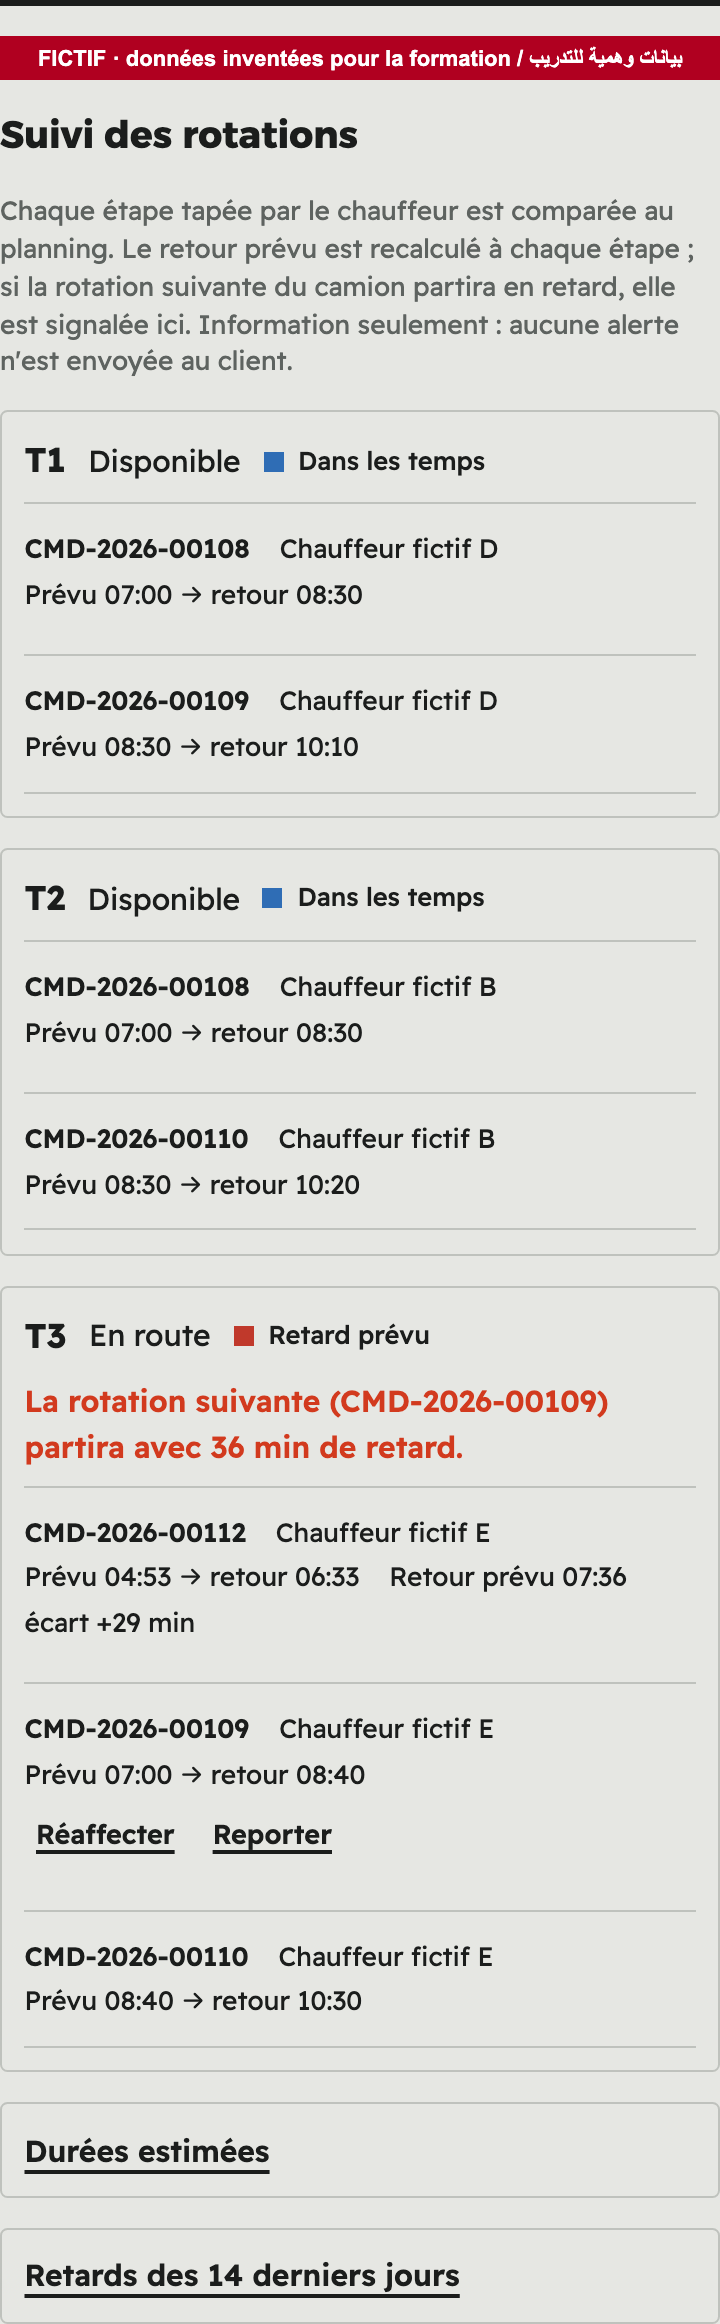 FICTIF · données inventées pour la formation / بيانات وهمية للتدريب
Suivi des rotations
Chaque étape tapée par le chauffeur est comparée au
planning. Le retour prévu est recalculé à chaque étape ;
si la rotation suivante du camion partira en retard, elle
est signalée ici. Information seulement : aucune alerte
n'est envoyée au client.
T1 Disponible Dans les temps
CMD-2026-00108 Chauffeur fictif D
Prévu 07:00 → retour 08:30
CMD-2026-00109 Chauffeur fictif D
Prévu 08:30 → retour 10:10
T2 Disponible Dans les temps
CMD-2026-00108 Chauffeur fictif B
Prévu 07:00 → retour 08:30
CMD-2026-00110 Chauffeur fictif B
Prévu 08:30 → retour 10:20
T3 En route Retard prévu
La rotation suivante (CMD-2026-00109)
partira avec 36 min de retard.
CMD-2026-00112 Chauffeur fictif E
Prévu 04:53 → retour 06:33 Retour prévu 07:36
écart +29 min
CMD-2026-00109 Chauffeur fictif E
Prévu 07:00 → retour 08:40
Réaffecter Reporter
CMD-2026-00110 Chauffeur fictif E
Prévu 08:40 → retour 10:30
Durées estimées
Retards des 14 derniers jours